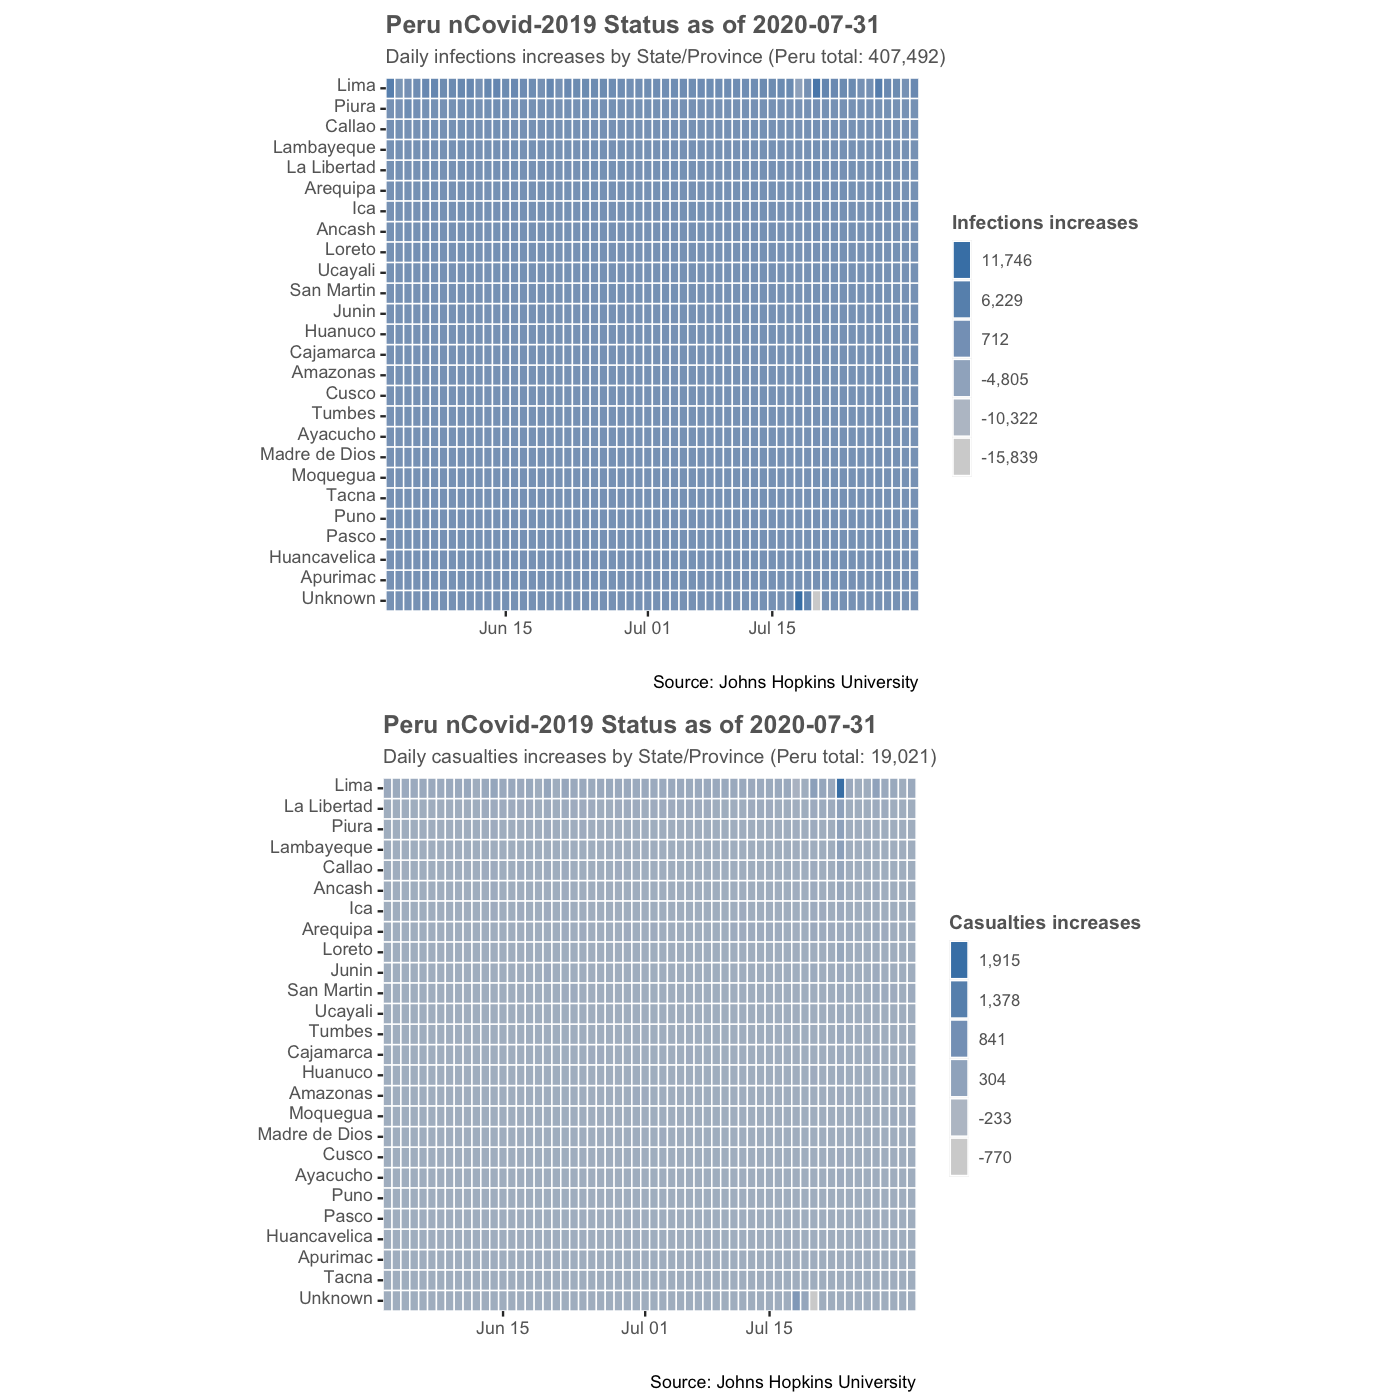 Peru nCovid-2019 Status as of 2020-07-31
Daily infections increases by State/Province (Peru total: 407,492)
Lima
Piura
Callao
Lambayeque
La Libertad
Arequipa
Ica
Ancash
Loreto
Ucayali
San Martin
Junin
Huanuco
Cajamarca
Amazonas
Cusco
Tumbes
Ayacucho
Madre de Dios
Moquegua
Tacna
Puno
Pasco
Huancavelica
Apurimac
Unknown
Jun 15 Jul 01 Jul 15
Infections increases
11,746
6,229
712
-4,805
-10,322
-15,839
Source: Johns Hopkins University
Peru nCovid-2019 Status as of 2020-07-31
Daily casualties increases by State/Province (Peru total: 19,021)
Lima
La Libertad
Piura
Lambayeque
Callao
Ancash
Ica
Arequipa
Loreto
Junin
San Martin
Ucayali
Tumbes
Cajamarca
Huanuco
Amazonas
Moquegua
Madre de Dios
Cusco
Ayacucho
Puno
Pasco
Huancavelica
Apurimac
Tacna
Unknown
Jun 15 Jul 01 Jul 15
Casualties increases
1,915
1,378
841
304
-233
-770
Source: Johns Hopkins University